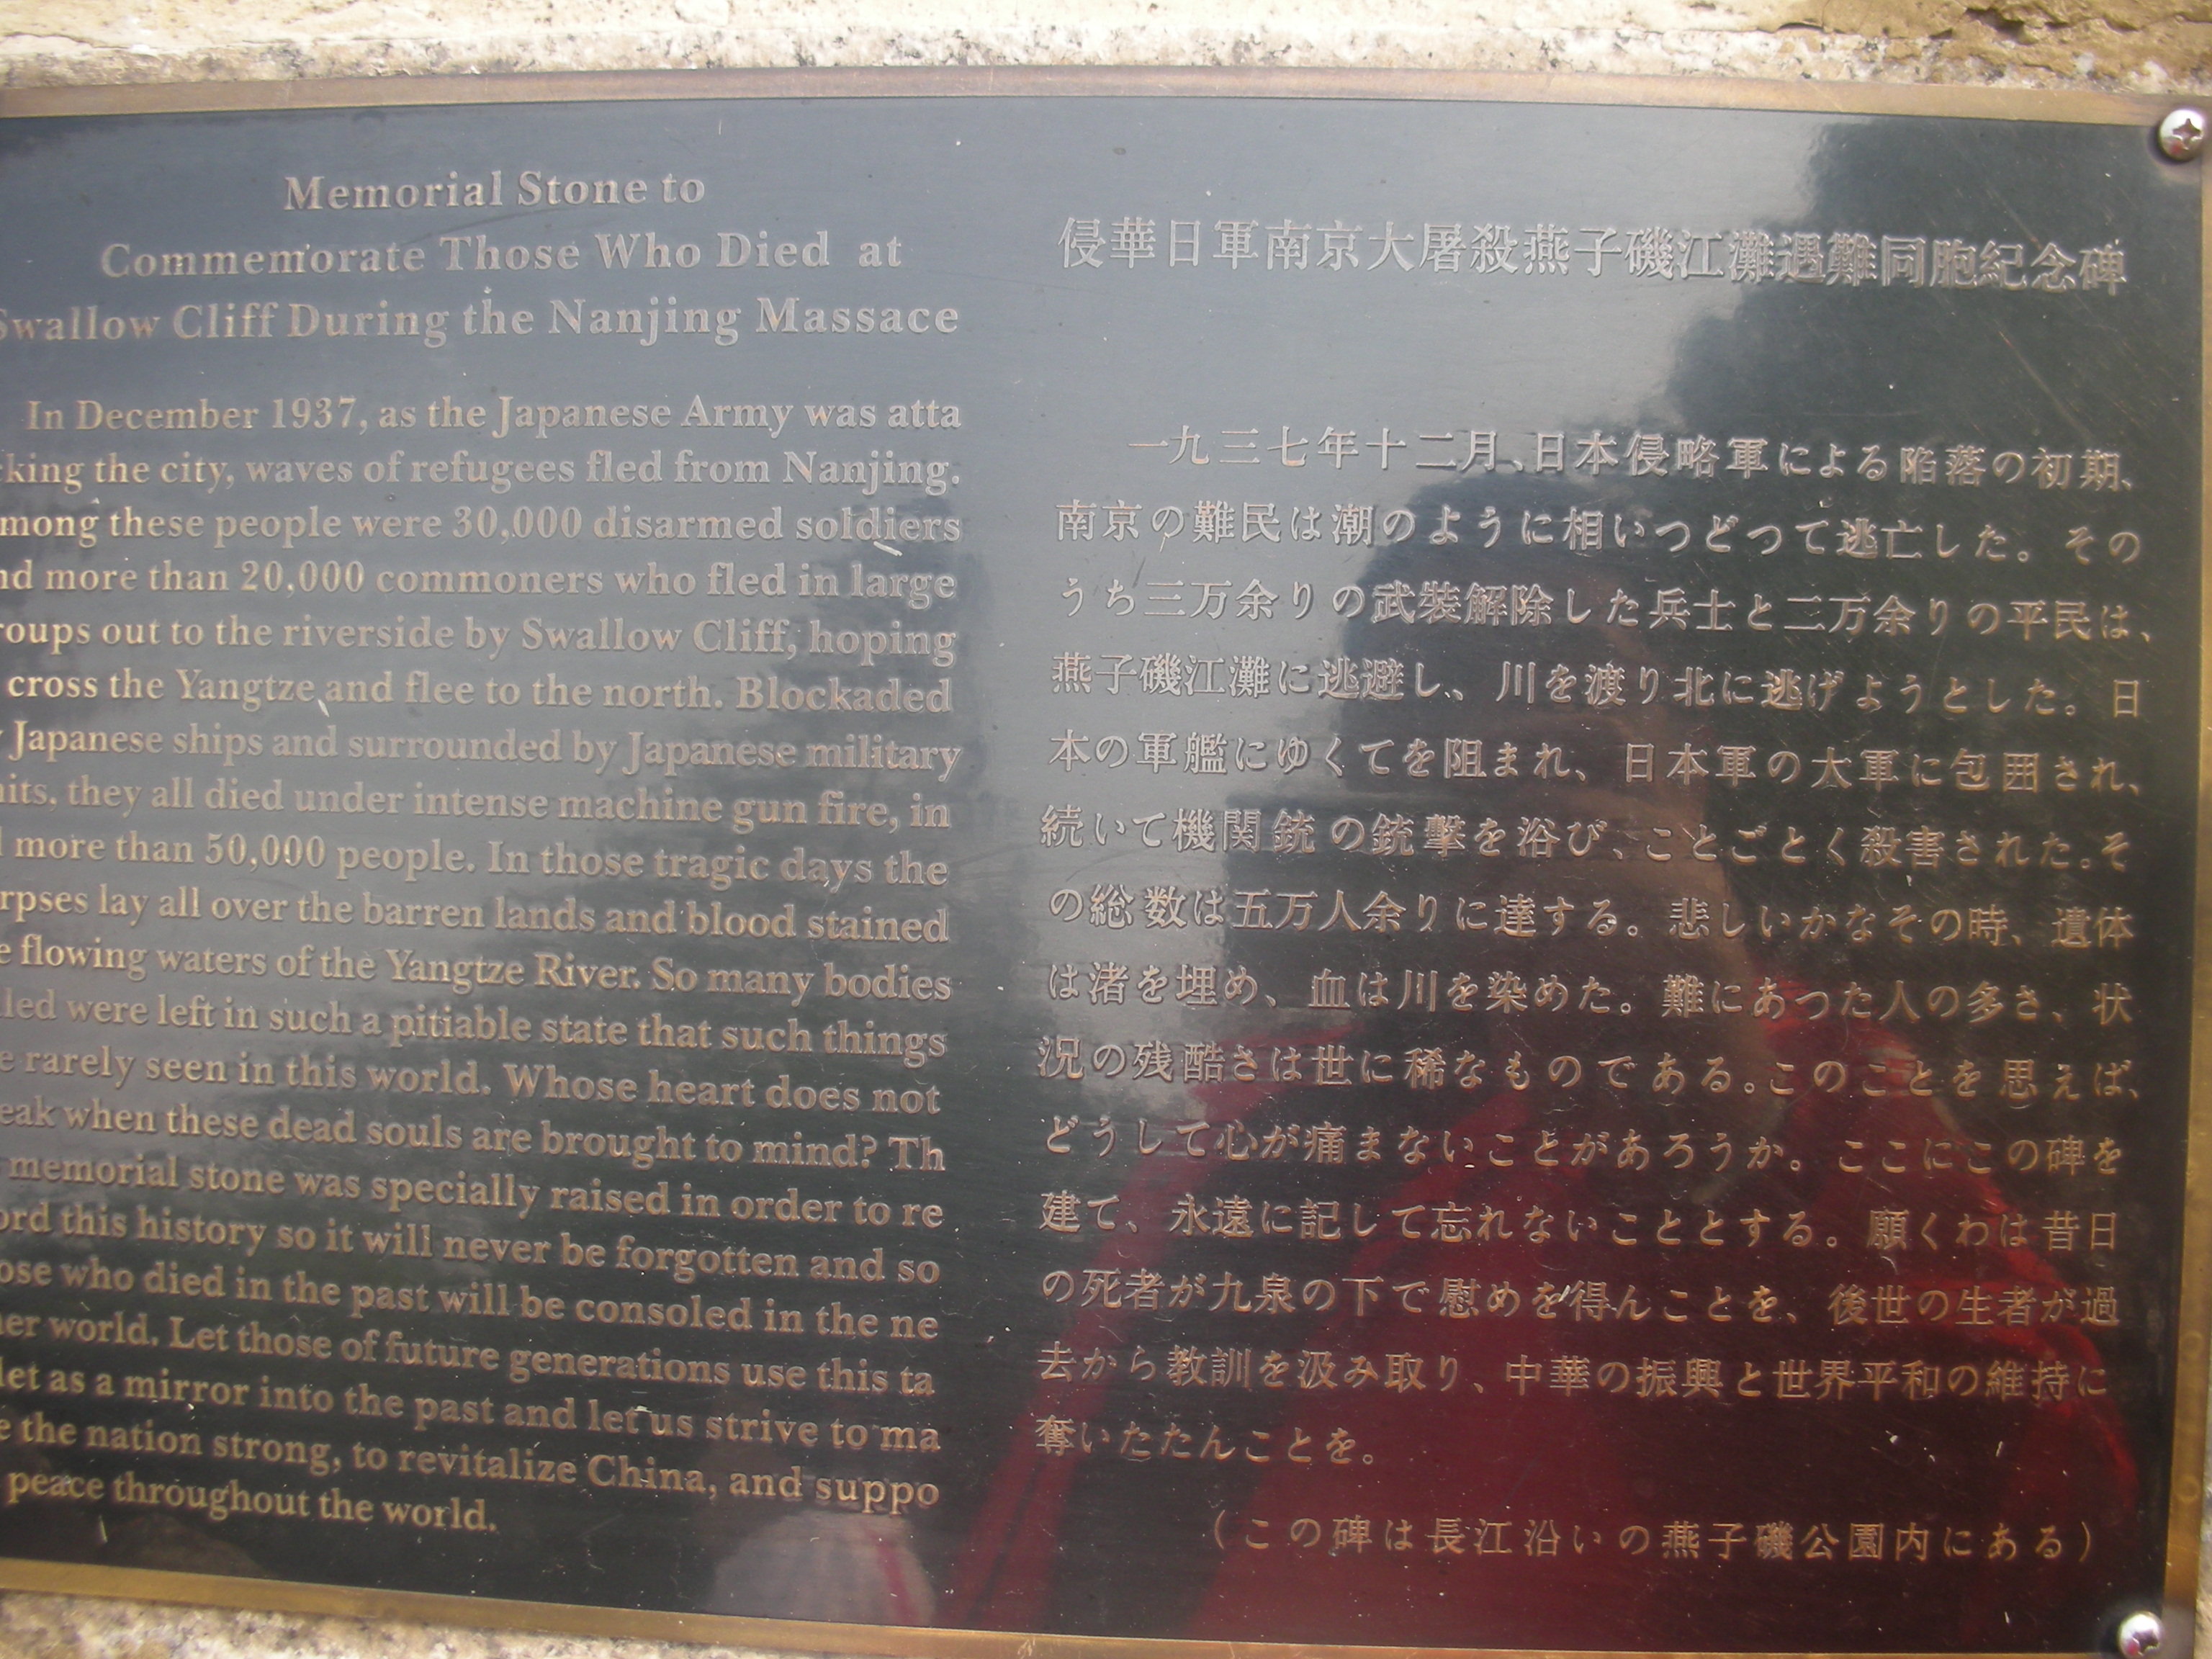 Memorial Stone to
Commemorate Those Who Died at
Swallow Cliff During the Nanjing Massace
In December 1937, as the Japanese Army was atta
king the city, waves of refugees fled from Nanjing.
mong these people were 30,000 disarmed soldiers
nd more than 20,000 commoners who fled in large
roups out to the riverside by Swallow Cliff, hoping
cross the Yangtze and flee to the north. Blockaded
Japanese ships and surrounded by Japanese military
nits, they all died under intense machine gun fire, in
l more than 50,000 people. In those tragic days the
rpses lay all over the barren lands and blood stained
e flowing waters of the Yangtze River. So many bodies
lled were left in such a pitiable state that such things
e rarely seen in this world. Whose heart does not
eak when these dead souls are brought to mind? Th
memorial stone was specially raised in order to re
ord this history so it will never be forgotten and so
ose who died in the past will be consoled in the ne
her world. Let those of future generations use this ta
let as a mirror into the past and let us strive to ma
e the nation strong, to revitalize China, and suppo
peace throughout the world.
侵華日軍南京大屠殺燕子磯江灘遇難同胞紀念碑
一九三七年十二月、日本侵略軍による陥落の初期、
南京の難民は潮のように相いつどつて逃亡した。その
うち三万余りの武装解除した兵士と二万余りの平民は、
燕子磯江灘に逃避し、川を渡り北に逃げようとした。日
本の軍艦にゆくてを阻まれ、日本軍の大軍に包囲され、
続いて機関銃の銃撃を浴び、ことごとく殺害された。そ
の総数は五万人余りに達する。悲しいかなその時、遺体
は渚を埋め、血は川を染めた。難にあった人の多さ、状
況の残酷さは世に稀なものである。このことを思えば、
どうして心が痛まないことがあろうか。ここにこの碑を
建て、永遠に記して忘れないこととする。願くわは昔日
の死者が九泉の下で慰めを得んことを、後世の生者が過
去から教訓を汲み取り、中華の振興と世界平和の維持に
奮いたたんことを。
（この碑は長江沿いの燕子磯公園内にある）